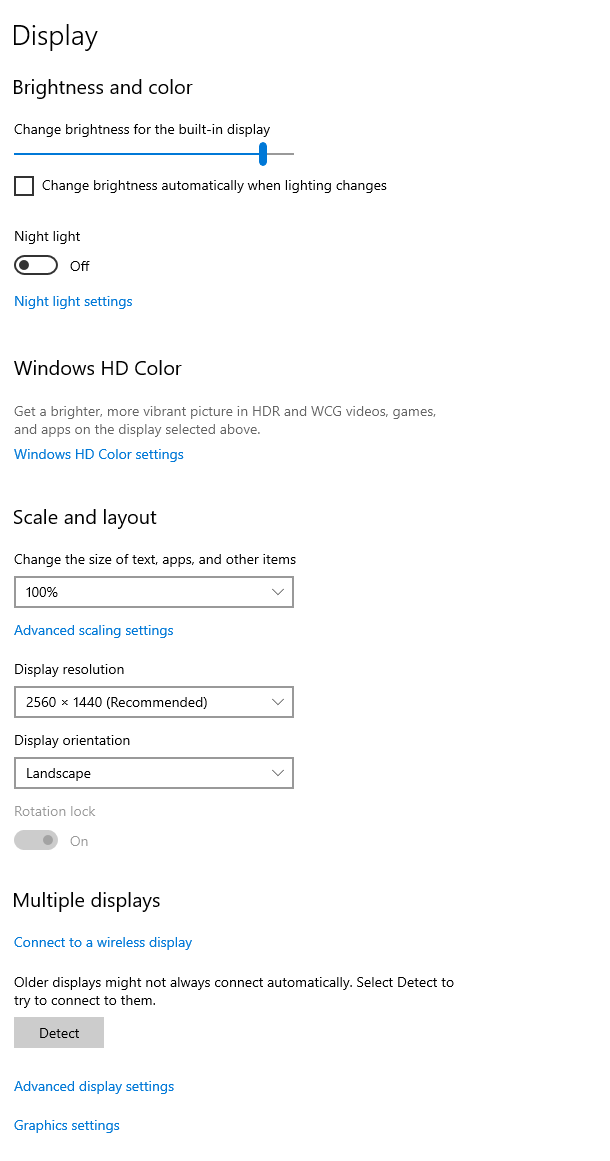 Display
Brightness and color
Change brightness for the built-in display
Change brightness automatically when lighting changes
Night light
Off
Night light settings
Windows HD Color
Get a brighter, more vibrant picture in HDR and WCG videos, games,
and apps on the display selected above.
Windows HD Color settings
Scale and layout
Change the size of text, apps, and other items
100%
Advanced scaling settings
Display resolution
2560 × 1440 (Recommended)
Display orientation
Landscape
Rotation lock
On
Multiple displays
Connect to a wireless display
Older displays might not always connect automatically. Select Detect to
try to connect to them.
Detect
Advanced display settings
Graphics settings